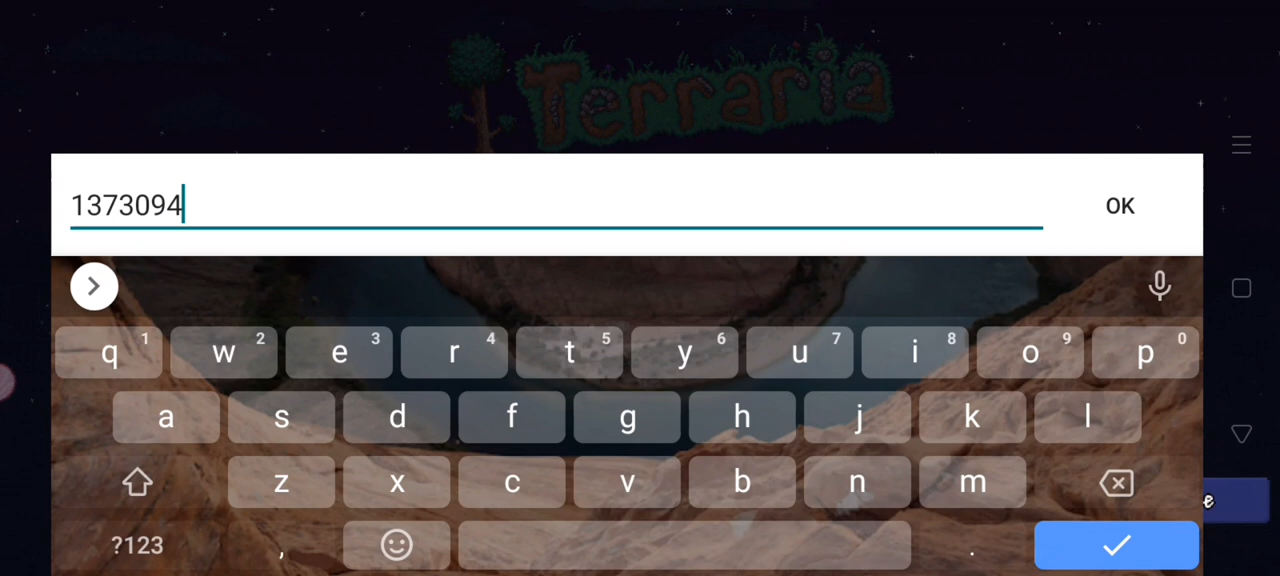 Terraria
1373094
OK
q 1 w 2 e 3 r 4 t 5 y 6 u 7 i 8 o 9 p 0
a s d f g h j k l
z x c v b n m
e
?123 , .